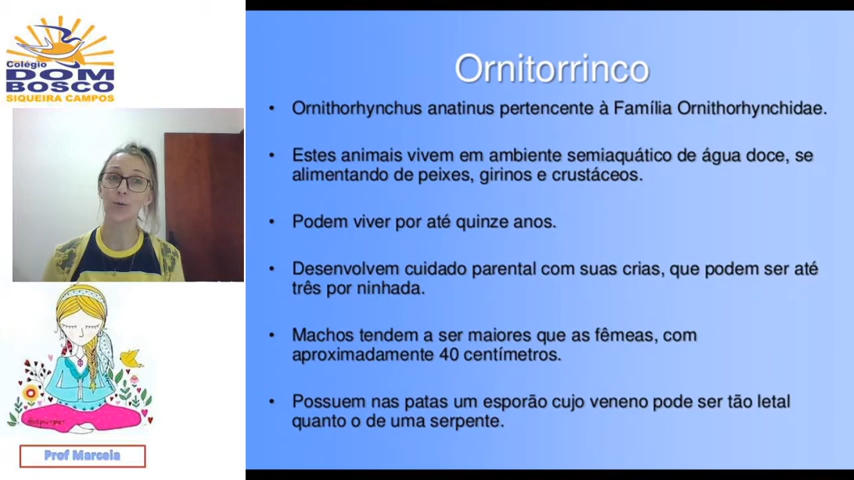 Colégio
DOM
BOSCO
SIQUEIRA CAMPOS
Prof Marcela
Ornitorrinco
• Ornithorhynchus anatinus pertencente à Família Ornithorhynchidae.
• Estes animais vivem em ambiente semiaquático de água doce, se
alimentando de peixes, girinos e crustáceos.
• Podem viver por até quinze anos.
• Desenvolvem cuidado parental com suas crias, que podem ser até
três por ninhada.
• Machos tendem a ser maiores que as fêmeas, com
aproximadamente 40 centímetros.
• Possuem nas patas um esporão cujo veneno pode ser tão letal
quanto o de uma serpente.